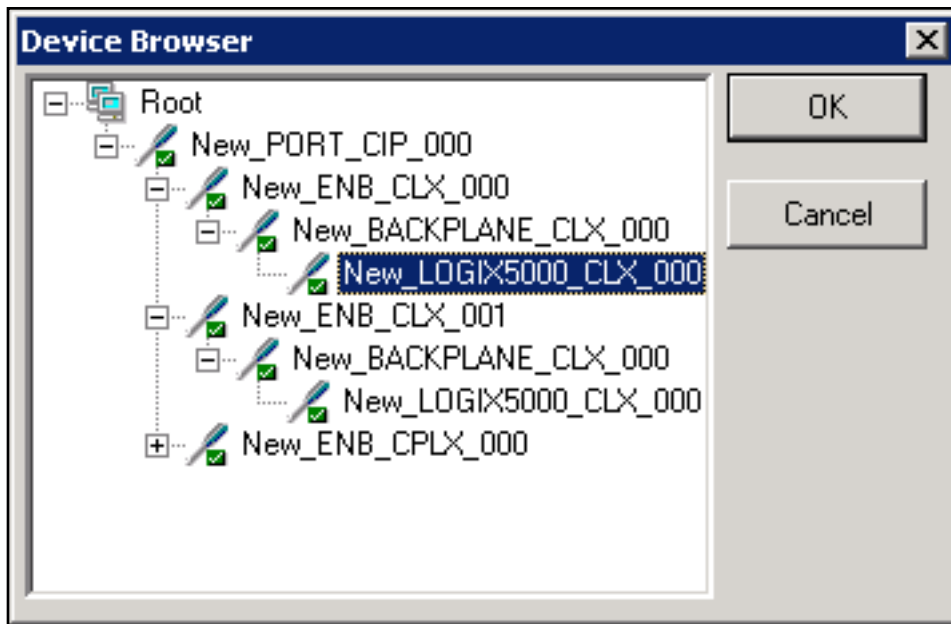 Device Browser
Root
OK
New_PORT_CIP_000
New_ENB_CLX_000
Cancel
New_BACKPLANE_CLX_000
New_LOGIX5000_CLX_000
New_ENB_CLX_001
New_BACKPLANE_CLX_000
New_LOGIX5000_CLX_000
New_ENB_CPLX_000